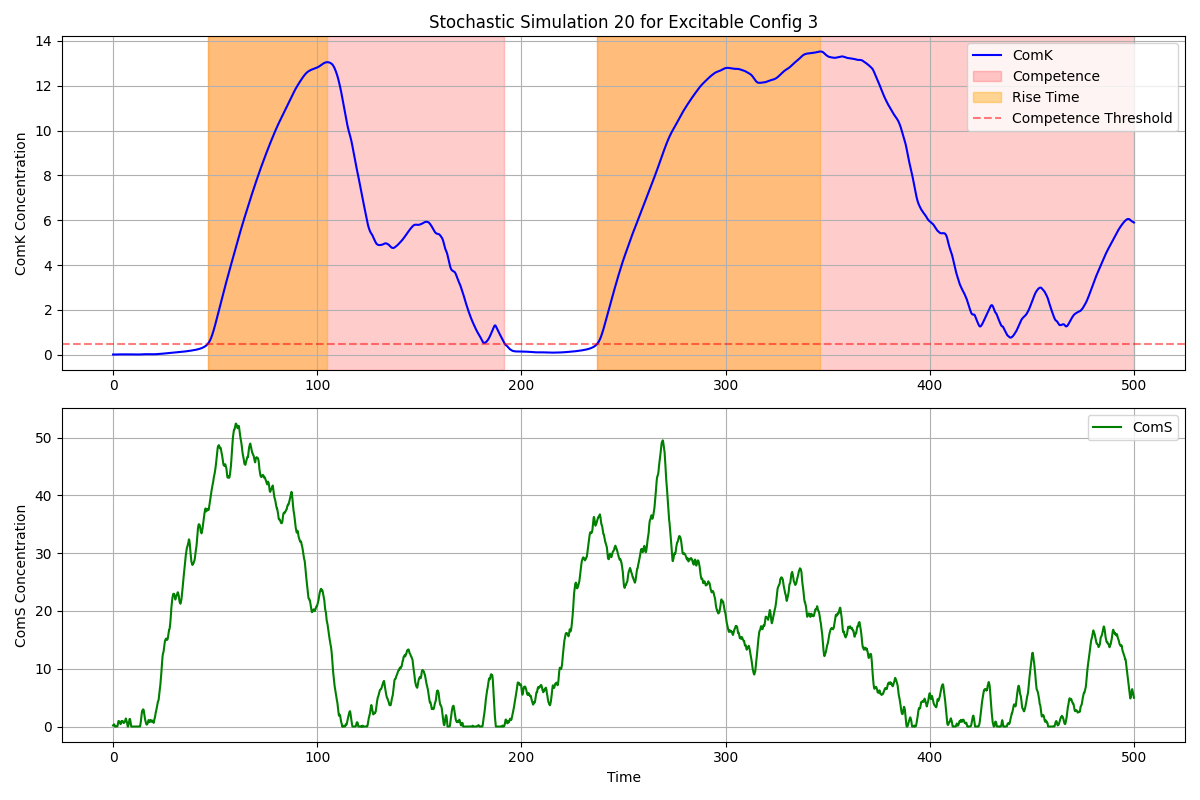 Stochastic Simulation 20 for Excitable Config 3
ComK Concentration
14
12
10
8
6
4
2
0
0 100 200 300 400 500
ComK
Competence
Rise Time
Competence Threshold
ComS Concentration
50
40
30
20
10
0
0 100 200 300 400 500
ComS
Time